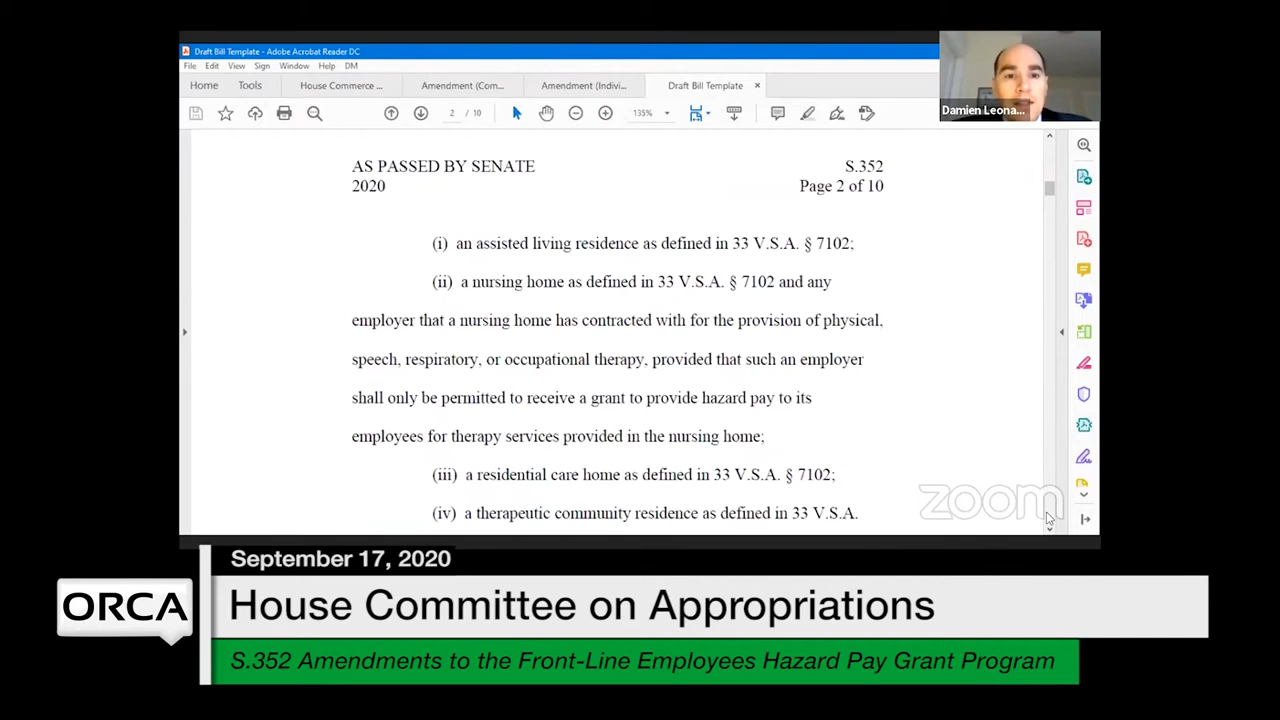 Draft Bill Template - Adobe Acrobat Reader DC
File Edit View Sign Window Help DM
Home Tools House Commerce ... Amendment (Com... Amendment (Indivi... Draft Bill Template ×
2 / 10 135%
Damien Leona...
AS PASSED BY SENATE S.352
2020 Page 2 of 10
(i) an assisted living residence as defined in 33 V.S.A. § 7102;
(ii) a nursing home as defined in 33 V.S.A. § 7102 and any
employer that a nursing home has contracted with for the provision of physical,
speech, respiratory, or occupational therapy, provided that such an employer
shall only be permitted to receive a grant to provide hazard pay to its
employees for therapy services provided in the nursing home;
(iii) a residential care home as defined in 33 V.S.A. § 7102;
(iv) a therapeutic community residence as defined in 33 V.S.A.
zoom
September 17, 2020
ORCA
House Committee on Appropriations
S.352 Amendments to the Front-Line Employees Hazard Pay Grant Program